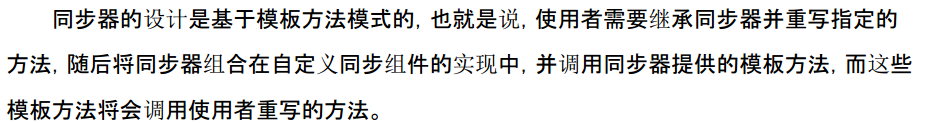 同步器的设计是基于模板方法模式的，也就是说，使用者需要继承同步器并重写指定的
方法，随后将同步器组合在自定义同步组件的实现中，并调用同步器提供的模板方法，而这些
模板方法将会调用使用者重写的方法。